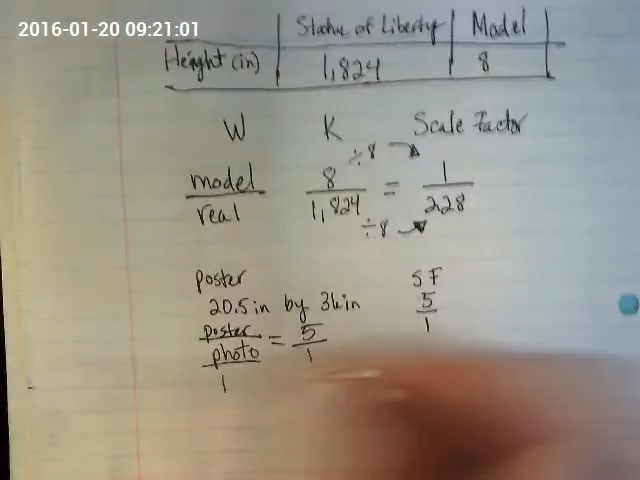 2016-01-20 09:21:01
Statue of Liberty | Model
Height (in) | 1,824 | 8
W K Scale Factor
÷8
model/real 8/1,824 = 1/228
÷8
poster SF
20.5 in by 36 in 5/1
poster/photo = 5/1
1